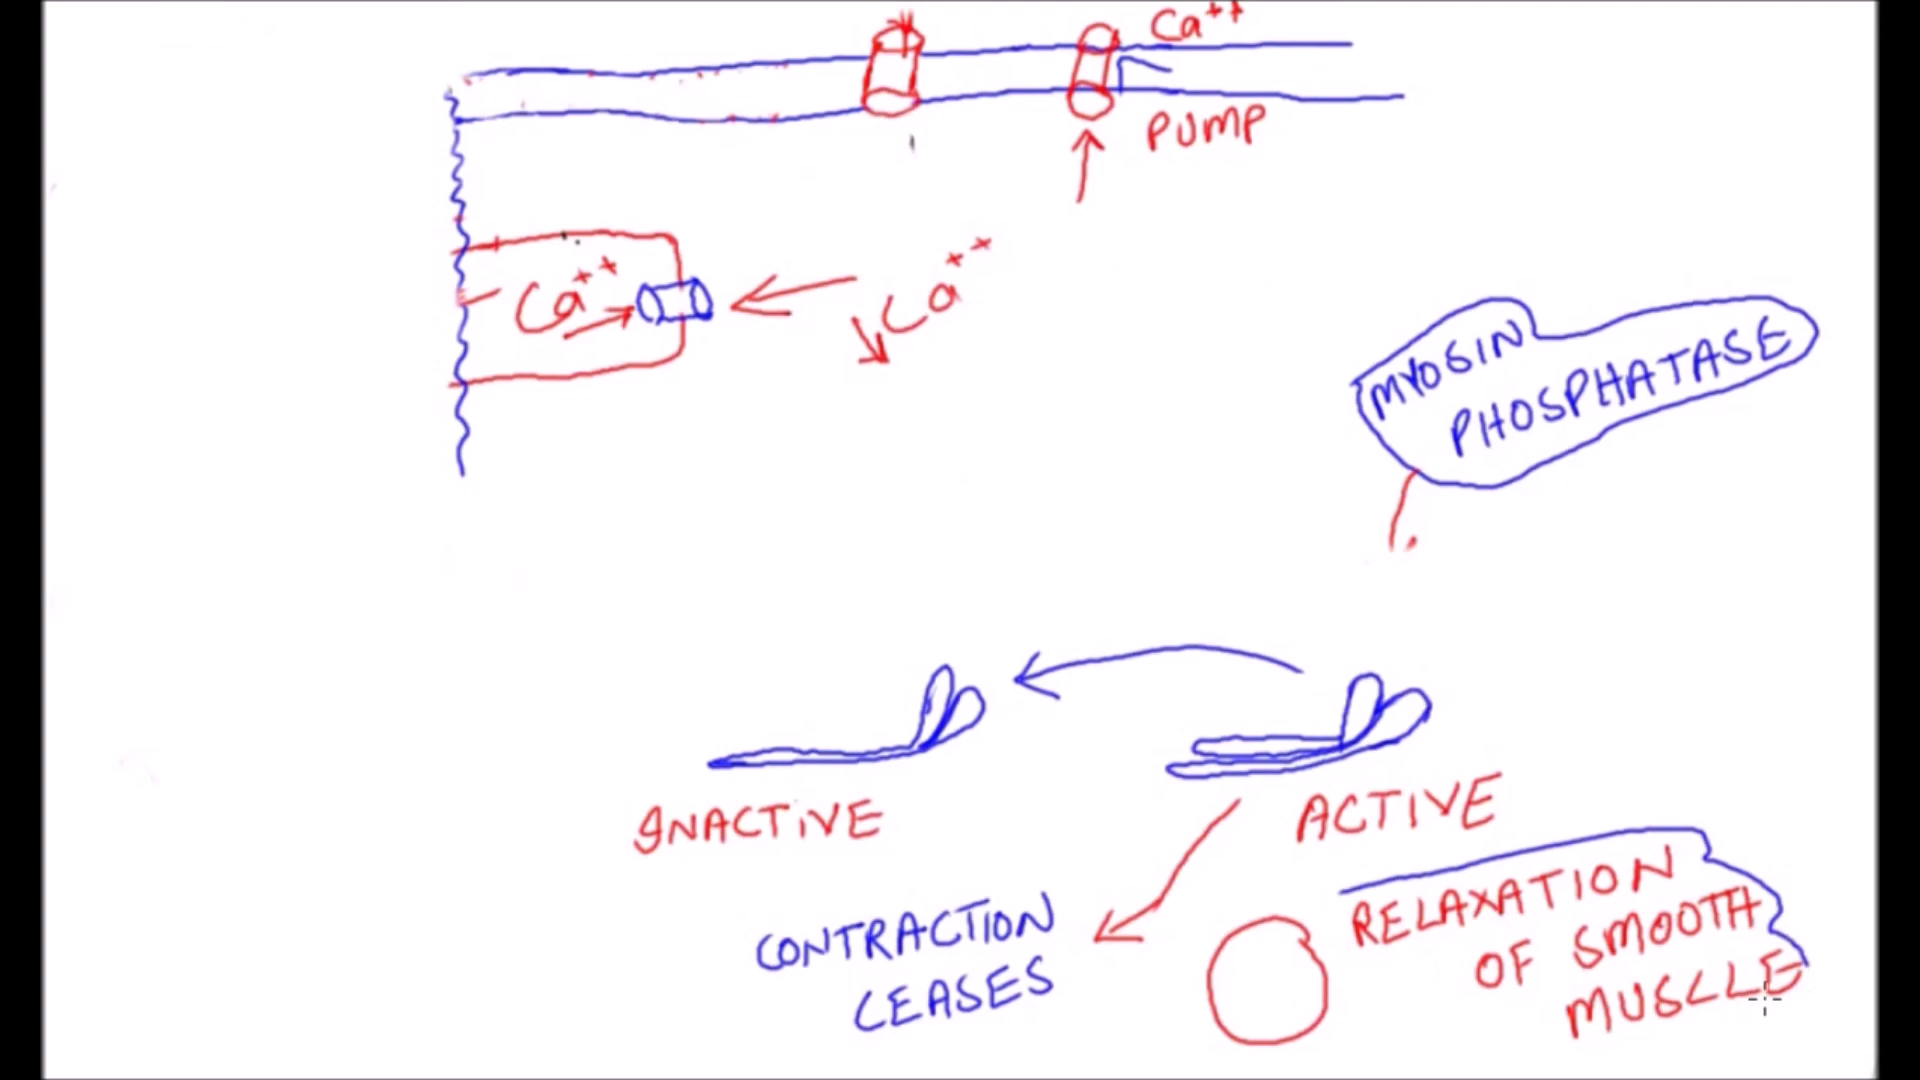 Ca++
PUMP
Ca++
Ca++
MYOSIN
PHOSPHATASE
INACTIVE
ACTIVE
CONTRACTION
CEASES
RELAXATION
OF SMOOTH
MUSCLE